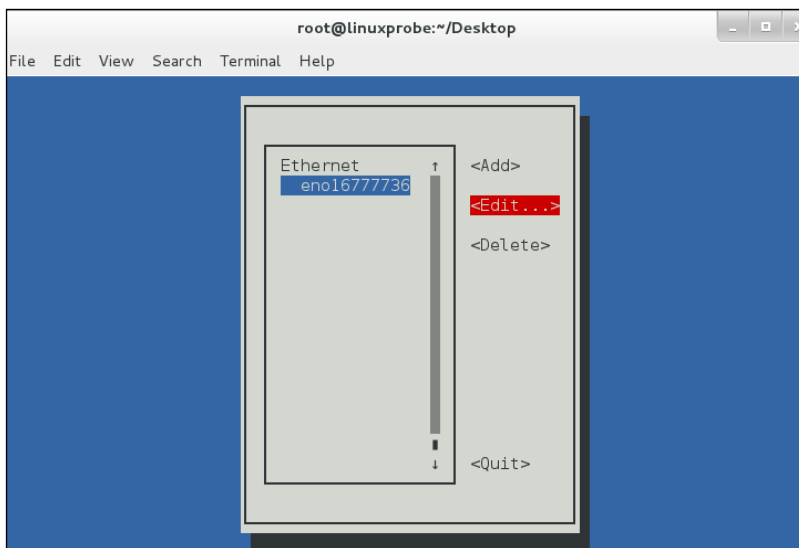 root@linuxprobe:~/Desktop
File Edit View Search Terminal Help
Ethernet
eno16777736
<Add>
<Edit...>
<Delete>
<Quit>